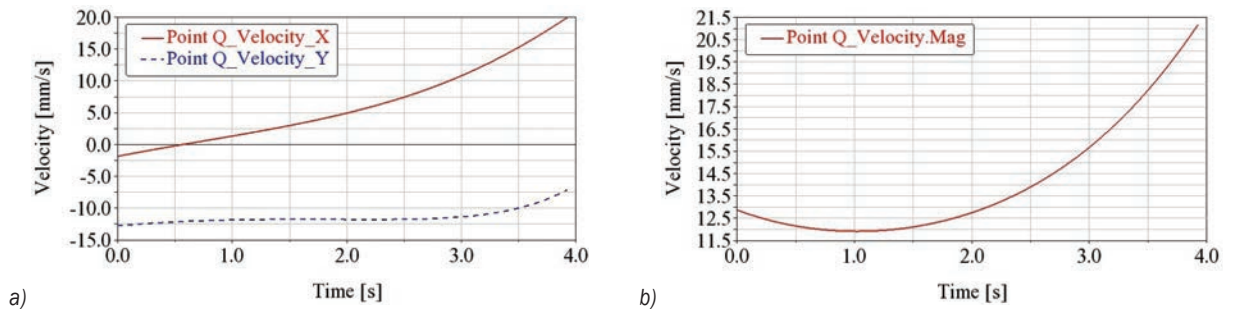 20.0
15.0
10.0
5.0
0.0
-5.0
-10.0
-15.0
Velocity [mm/s]
Point Q_Velocity_X
Point Q_Velocity_Y
0.0 1.0 2.0 3.0 4.0
Time [s]
a)
21.5
20.5
19.5
18.5
17.5
16.5
15.5
14.5
13.5
12.5
11.5
Velocity [mm/s]
Point Q_Velocity.Mag
0.0 1.0 2.0 3.0 4.0
Time [s]
b)